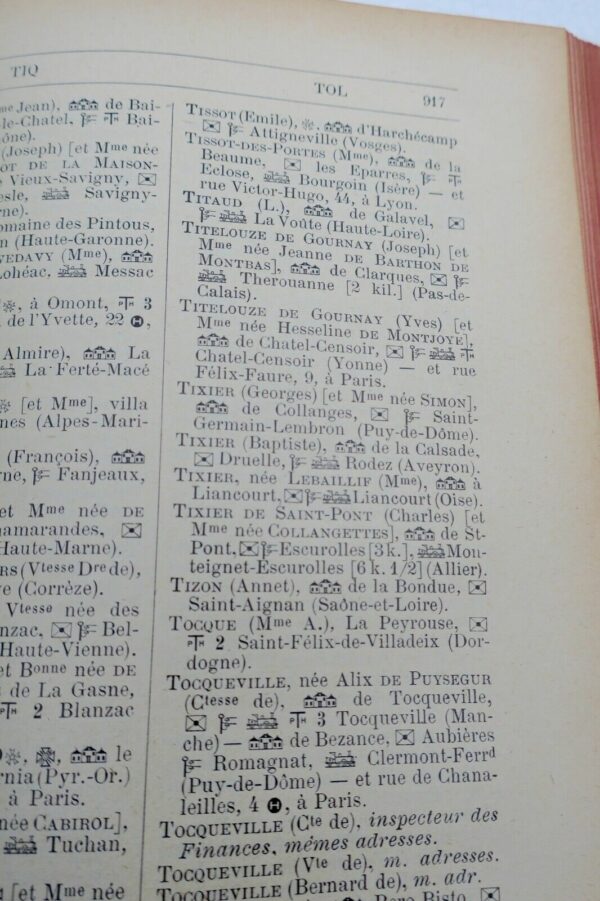 TIQ
TOL 917
me Jean), de Bai-
le-Chatel, Bai-
ône).
(Joseph) [et Mme née
OT DE LA MAISON-
Vieux-Savigny,
esle, Savigny-
rne).
omaine des Pintous,
n (Haute-Garonne).
VEDAVY (Mme),
Lohéac, Messac
, à Omont, 3
de l'Yvette, 22 ,
Almire), La
La Ferté-Macé
[et Mme], villa
nes (Alpes-Mari-
(François),
rne, Fanjeaux,
et Mme née DE
amarandes,
Haute-Marne).
RS (Vtesse Dre de),
ve (Corrèze).
Vtesse née des
nzac, Bel-
Haute-Vienne).
et Bonne née DE
de La Gasne,
2 Blanzac
le
rnia (Pyr.-Or.)
à Paris.
née CABIROL],
Tuchan,
[et Mme née
TISSOT (Emile), , d'Harchécamp
Attigneville (Vosges).
TISSOT-DES-PORTES (Mme), de la
Beaume, les Eparres,
Eclose, Bourgoin (Isère) — et
rue Victor-Hugo, 44, à Lyon.
TITAUD (L.), de Galavel,
La Voûte (Haute-Loire).
TITELOUZE DE GOURNAY (Joseph) [et
Mme née Jeanne DE BARTHON DE
MONTBAS], de Clarques,
Therouanne [2 kil.] (Pas-de-
Calais).
TITELOUZE DE GOURNAY (Yves) [et
Mme née Hesseline DE MONTJOYE],
de Chatel-Censoir,
Chatel-Censoir (Yonne) — et rue
Félix-Faure, 9, à Paris.
TIXIER (Georges) [et Mme née SIMON],
de Collanges, Saint-
Germain-Lembron (Puy-de-Dôme).
TIXIER (Baptiste), de la Calsade,
Druelle, Rodez (Aveyron).
TIXIER, née LEBAILLIF (Mme), à
Liancourt, Liancourt (Oise).
TIXIER DE SAINT-PONT (Charles) [et
Mme née COLLANGETTES], de St-
Pont, Escurolles [3 k.], Mon-
teignet-Escurolles [6 k. 1/2] (Allier).
TIZON (Annet), de la Bondue,
Saint-Aignan (Saône-et-Loire).
TOCQUE (Mme A.), La Peyrouse,
2 Saint-Félix-de-Villadeix (Dor-
dogne).
TOCQUEVILLE, née Alix DE PUYSEGUR
(Ctesse de), de Tocqueville,
3 Tocqueville (Man-
che) — de Bezance, Aubières
Romagnat, Clermont-Ferrd
(Puy-de-Dôme) — et rue de Chana-
leilles, 4 , à Paris.
TOCQUEVILLE (Cte de), inspecteur des
Finances, mêmes adresses.
TOCQUEVILLE (Vte de), m. adresses.
TOCQUEVILLE (Bernard de), m. adr.